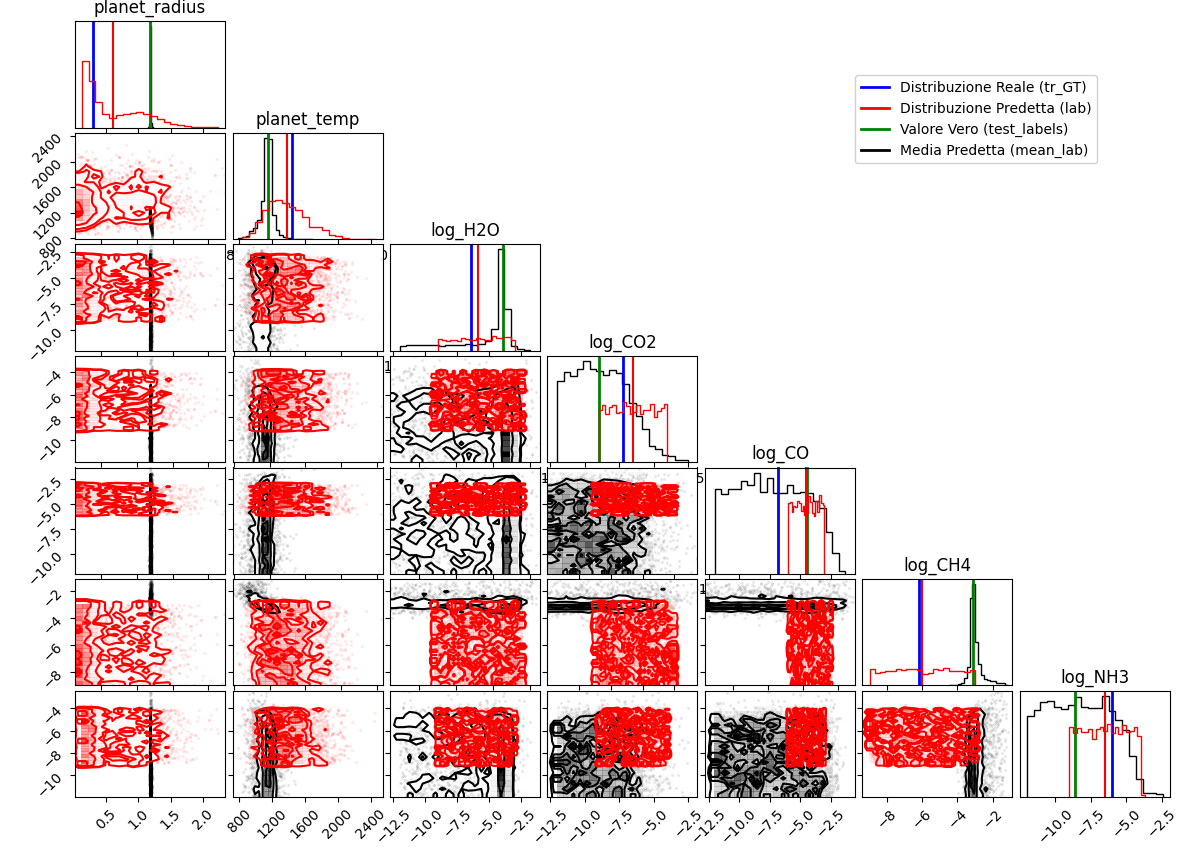 planet_radius
Distribuzione Reale (tr_GT)
Distribuzione Predetta (lab)
Valore Vero (test_labels)
Media Predetta (mean_lab)
planet_temp
2400
2000
1600
1200
800
log_H2O
−2.5
−5.0
−7.5
−10.0
log_CO2
−4
−6
−8
−10
log_CO
−2.5
−5.0
−7.5
−10.0
log_CH4
−2
−4
−6
−8
log_NH3
−4
−6
−8
−10
0.5 1.0 1.5 2.0
800 1200 1600 2000 2400
−12.5 −10.0 −7.5 −5.0 −2.5
−12.5 −10.0 −7.5 −5.0 −2.5
−12.5 −10.0 −7.5 −5.0 −2.5
−8 −6 −4 −2
−10.0 −7.5 −5.0 −2.5